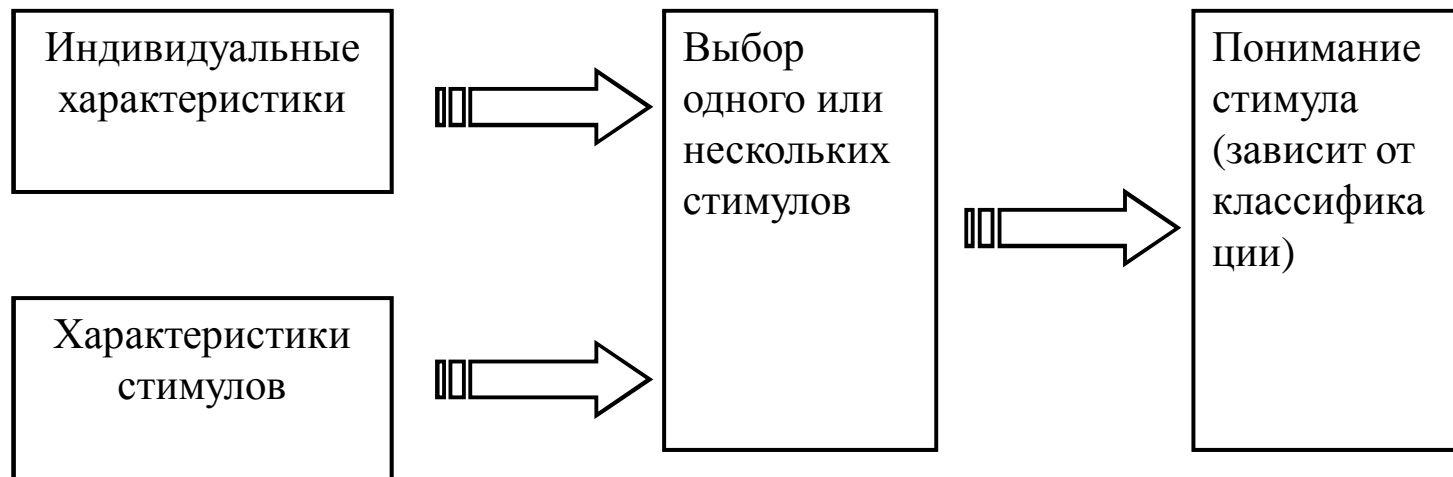 Индивидуальные
характеристики
Характеристики
стимулов
Выбор
одного или
нескольких
стимулов
Понимание
стимула
(зависит от
классифика
ции)